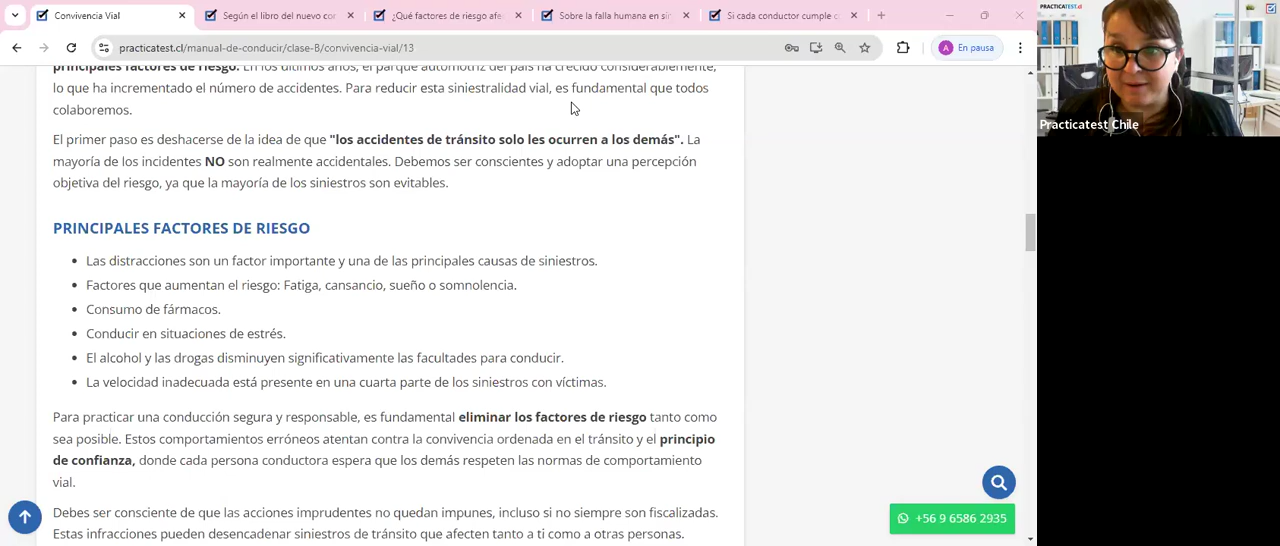 Convivencia Vial
Según el libro del nuevo co
¿Qué factores de riesgo afe
Sobre la falla humana en sin
Si cada conductor cumple c
practicatest.cl/manual-de-conducir/clase-B/convivencia-vial/13
A En pausa
PRACTICATEST.cl
Practicatest Chile
principales factores de riesgo. En los últimos años, el parque automotriz del país ha crecido considerablemente,
lo que ha incrementado el número de accidentes. Para reducir esta siniestralidad vial, es fundamental que todos
colaboremos.
El primer paso es deshacerse de la idea de que "los accidentes de tránsito solo les ocurren a los demás". La
mayoría de los incidentes NO son realmente accidentales. Debemos ser conscientes y adoptar una percepción
objetiva del riesgo, ya que la mayoría de los siniestros son evitables.
PRINCIPALES FACTORES DE RIESGO
• Las distracciones son un factor importante y una de las principales causas de siniestros.
• Factores que aumentan el riesgo: Fatiga, cansancio, sueño o somnolencia.
• Consumo de fármacos.
• Conducir en situaciones de estrés.
• El alcohol y las drogas disminuyen significativamente las facultades para conducir.
• La velocidad inadecuada está presente en una cuarta parte de los siniestros con víctimas.
Para practicar una conducción segura y responsable, es fundamental eliminar los factores de riesgo tanto como
sea posible. Estos comportamientos erróneos atentan contra la convivencia ordenada en el tránsito y el principio
de confianza, donde cada persona conductora espera que los demás respeten las normas de comportamiento
vial.
Debes ser consciente de que las acciones imprudentes no quedan impunes, incluso si no siempre son fiscalizadas.
Estas infracciones pueden desencadenar siniestros de tránsito que afecten tanto a ti como a otras personas.
+56 9 6586 2935